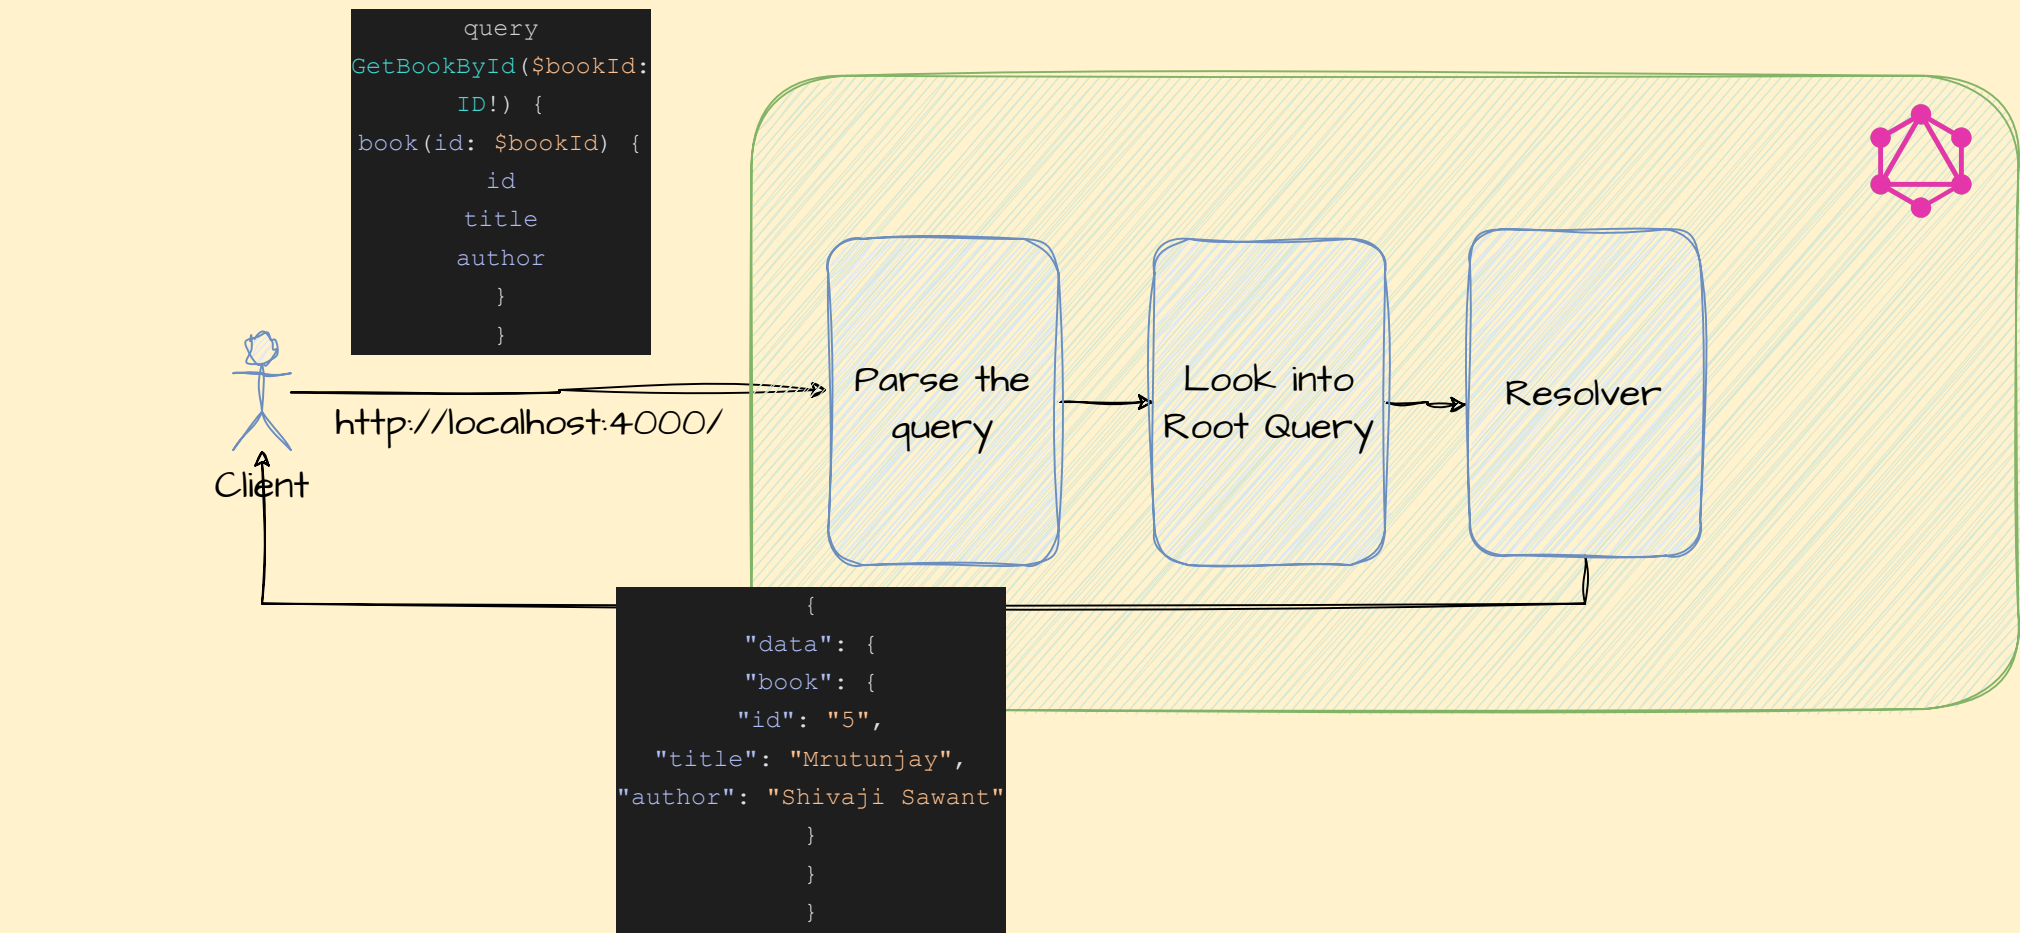 query
GetBookById($bookId:
ID!) {
book(id: $bookId) {
id
title
author
}
}
http://localhost:4000/
Client
Parse the
query
Look into
Root Query
Resolver
{
"data": {
"book": {
"id": "5",
"title": "Mrutunjay",
"author": "Shivaji Sawant"
}
}
}